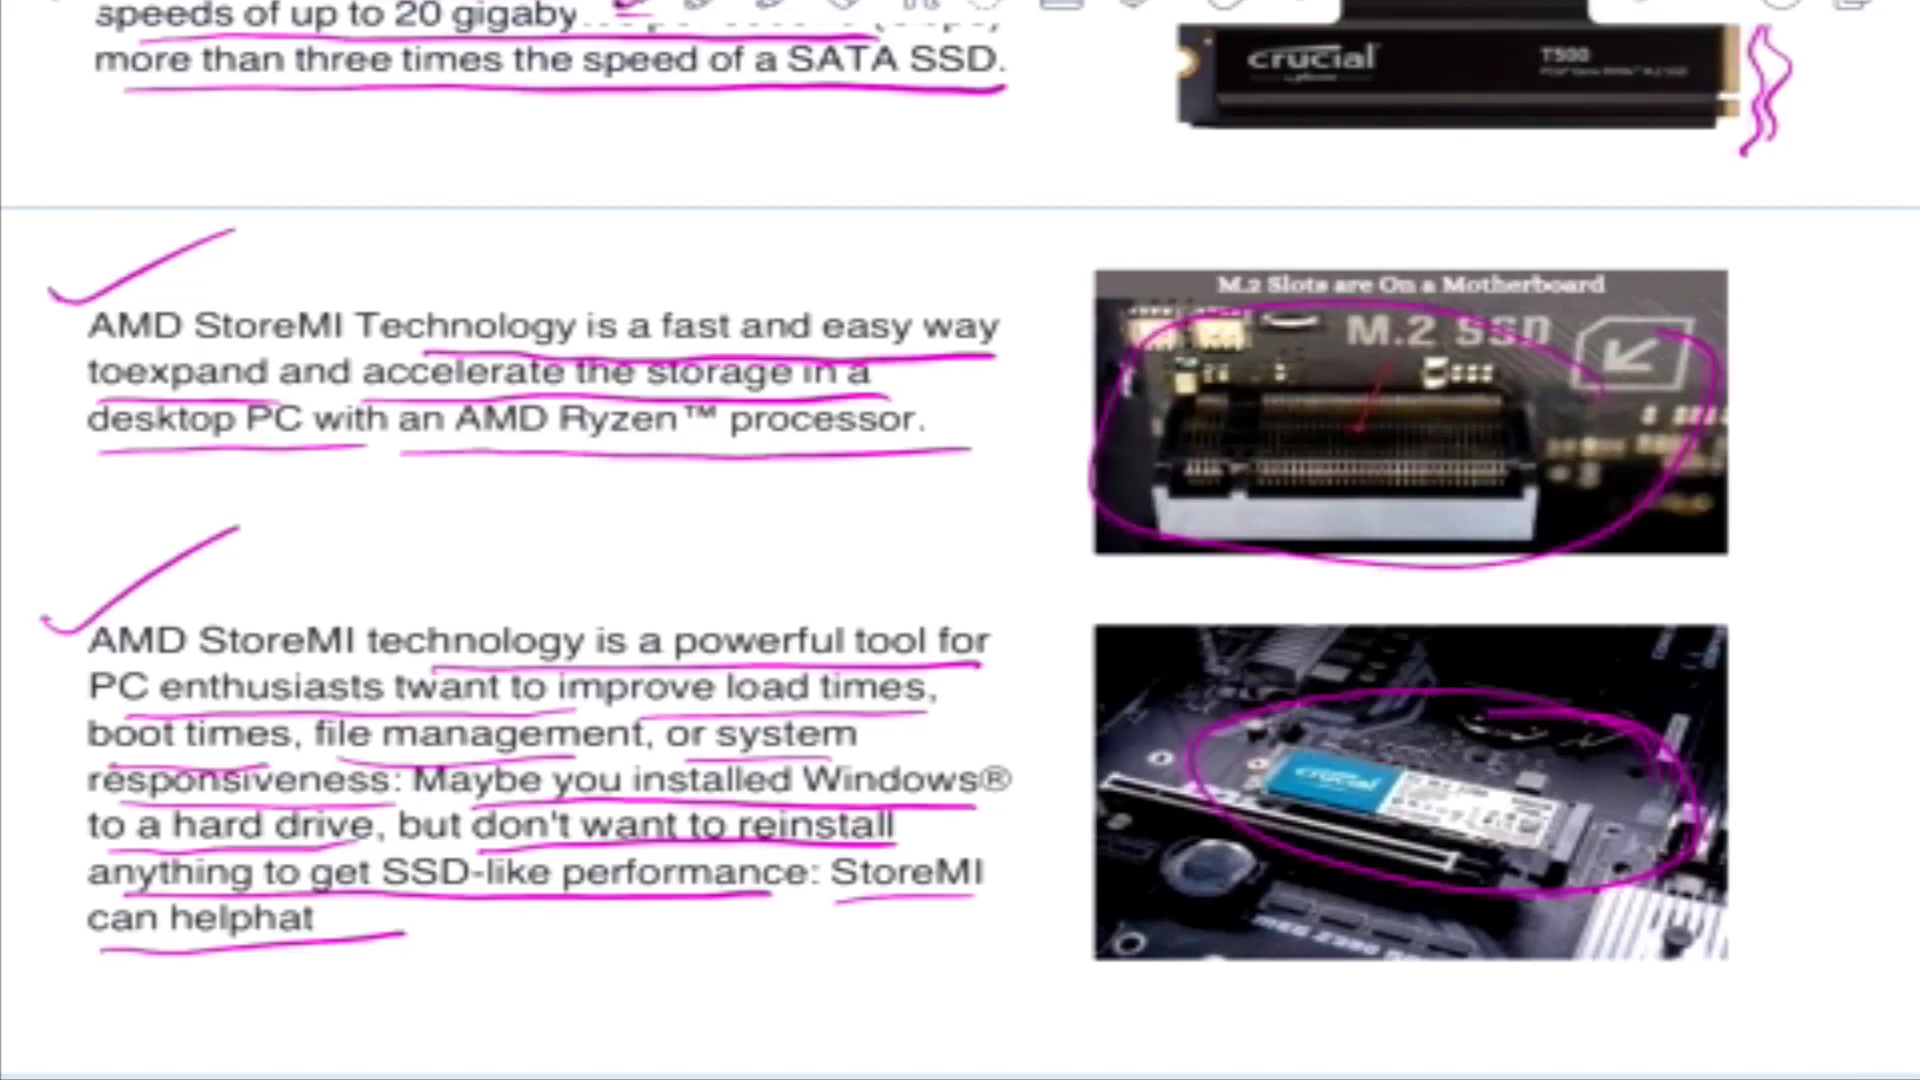 speeds of up to 20 gigaby
more than three times the speed of a SATA SSD.
crucial
T500
M.2 Slots are On a Motherboard
M.2 SSD
AMD StoreMI Technology is a fast and easy way
toexpand and accelerate the storage in a
desktop PC with an AMD Ryzen™ processor.
AMD StoreMI technology is a powerful tool for
PC enthusiasts twant to improve load times,
boot times, file management, or system
responsiveness: Maybe you installed Windows®
to a hard drive, but don't want to reinstall
anything to get SSD-like performance: StoreMI
can helphat
crucial